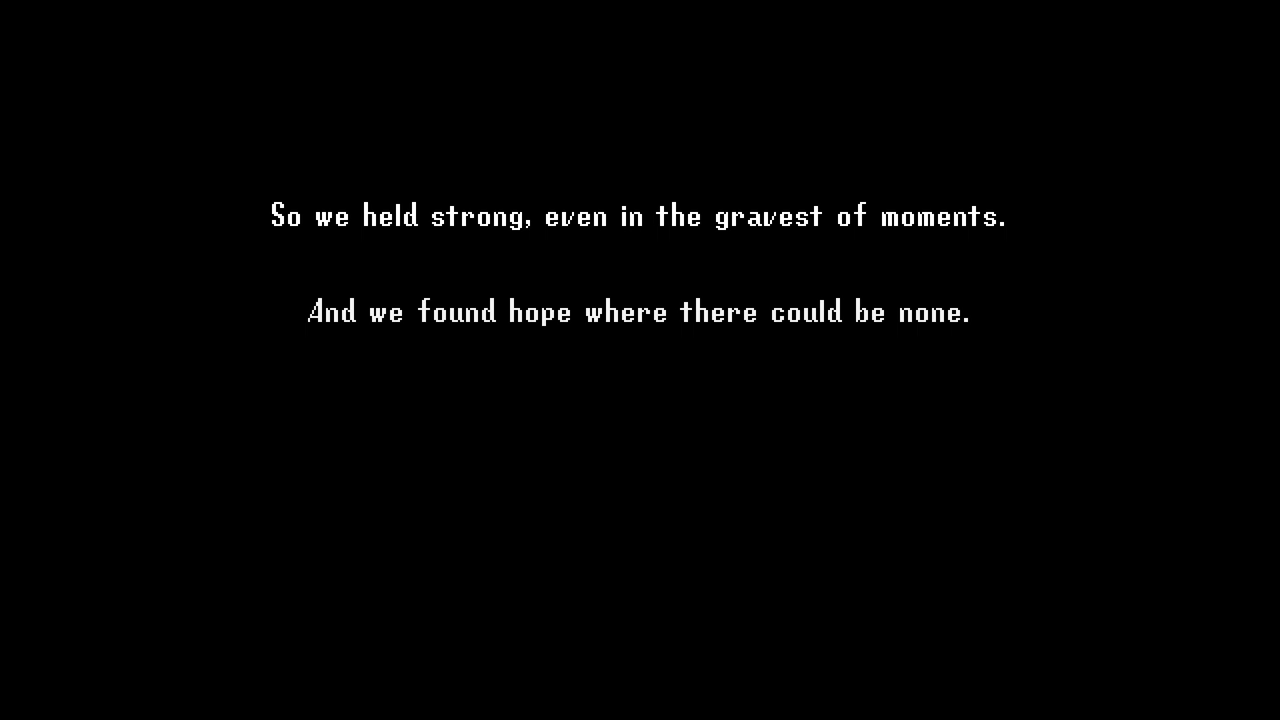 So we held strong, even in the gravest of moments.
And we found hope where there could be none.